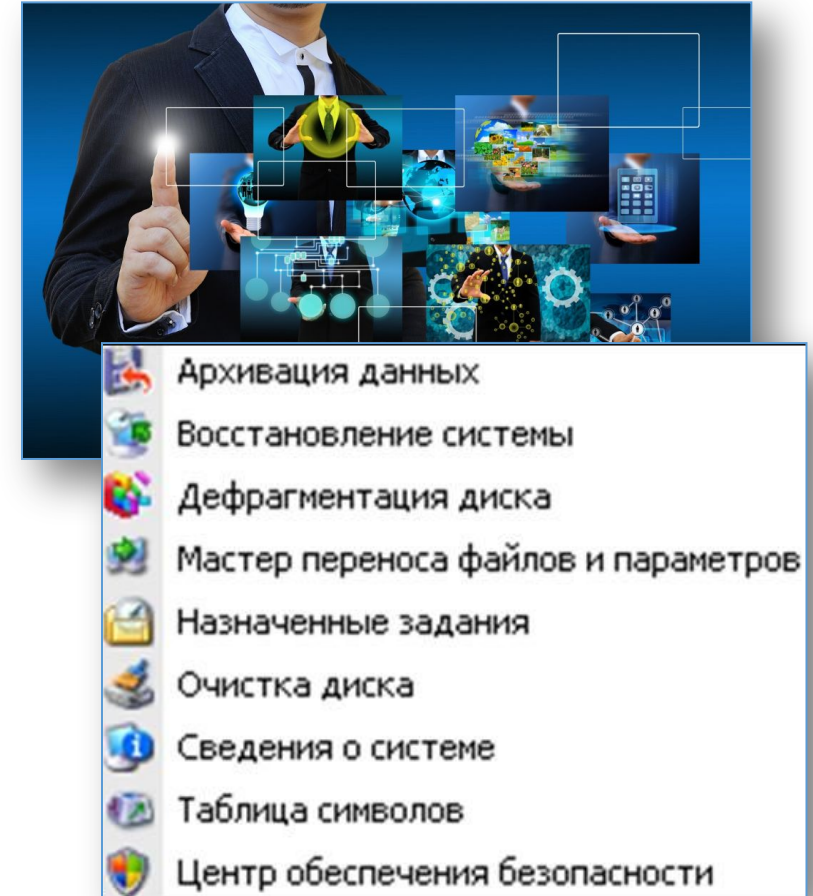 Архивация данных
Восстановление системы
Дефрагментация диска
Мастер переноса файлов и параметров
Назначенные задания
Очистка диска
Сведения о системе
Таблица символов
Центр обеспечения безопасности